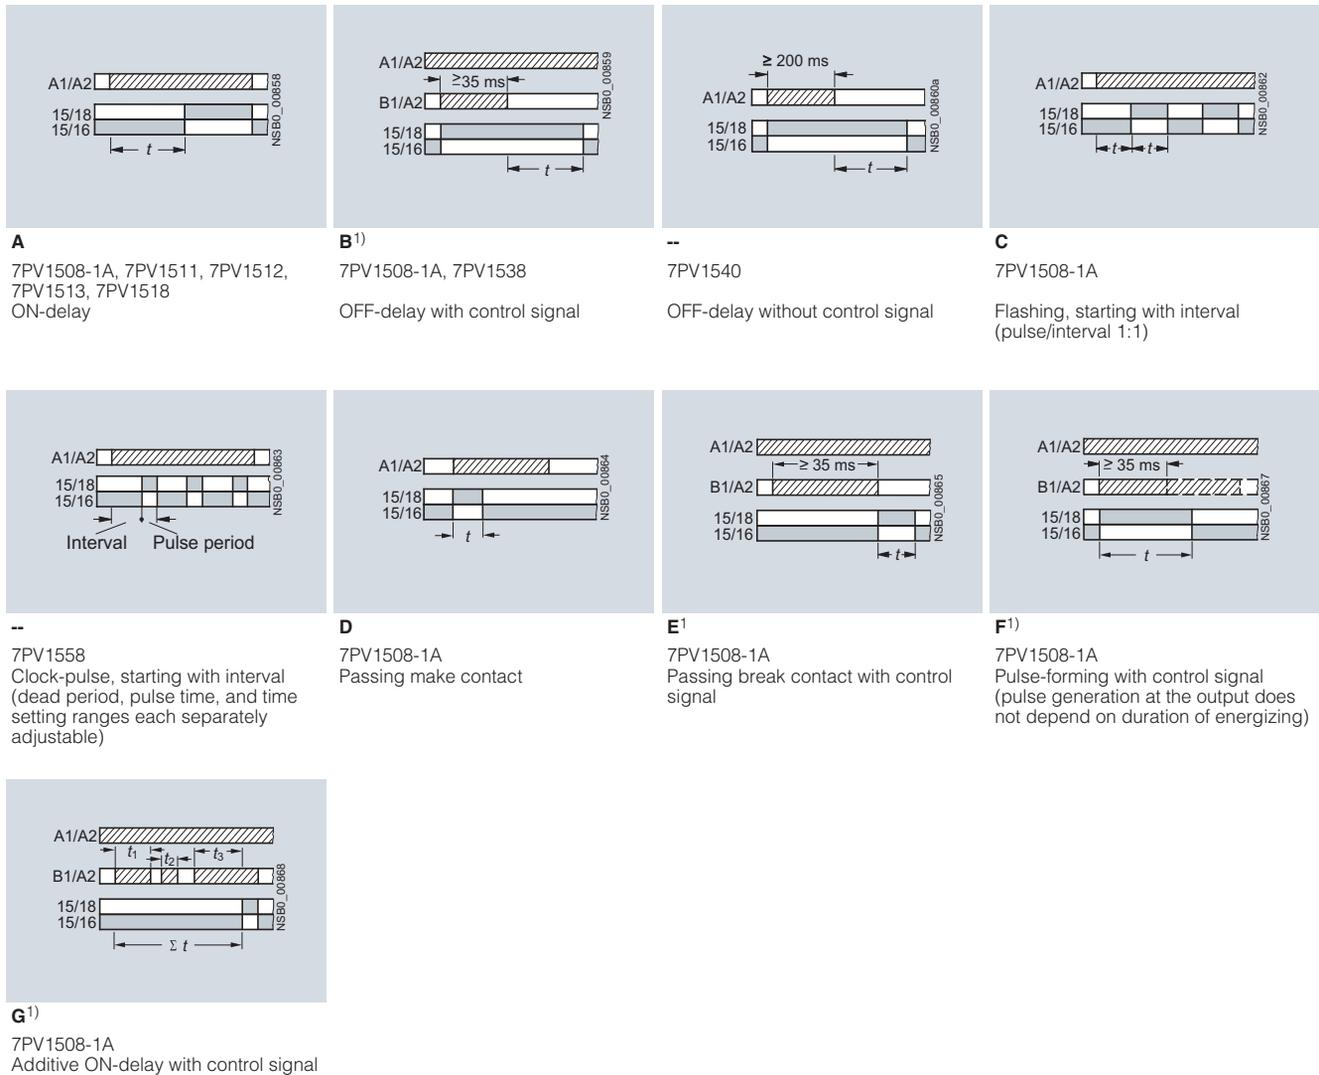 A1/A2
15/18
15/16
t
NSB0_00858
A
7PV1508-1A, 7PV1511, 7PV1512,
7PV1513, 7PV1518
ON-delay
A1/A2
≥35 ms
B1/A2
15/18
15/16
t
NSB0_00859
B1)
7PV1508-1A, 7PV1538
OFF-delay with control signal
≥ 200 ms
A1/A2
15/18
15/16
t
NSB0_00860a
--
7PV1540
OFF-delay without control signal
A1/A2
15/18
15/16
t t
NSB0_00862
C
7PV1508-1A
Flashing, starting with interval
(pulse/interval 1:1)
A1/A2
15/18
15/16
Interval Pulse period
NSB0_00863
--
7PV1558
Clock-pulse, starting with interval
(dead period, pulse time, and time
setting ranges each separately
adjustable)
A1/A2
15/18
15/16
t
NSB0_00864
D
7PV1508-1A
Passing make contact
A1/A2
≥ 35 ms
B1/A2
15/18
15/16
t
NSB0_00865
E1
7PV1508-1A
Passing break contact with control
signal
A1/A2
≥ 35 ms
B1/A2
15/18
15/16
t
NSB0_00867
F1)
7PV1508-1A
Pulse-forming with control signal
(pulse generation at the output does
not depend on duration of energizing)
A1/A2
t1 t2 t3
B1/A2
15/18
15/16
Σ t
NSB0_00868
G1)
7PV1508-1A
Additive ON-delay with control signal